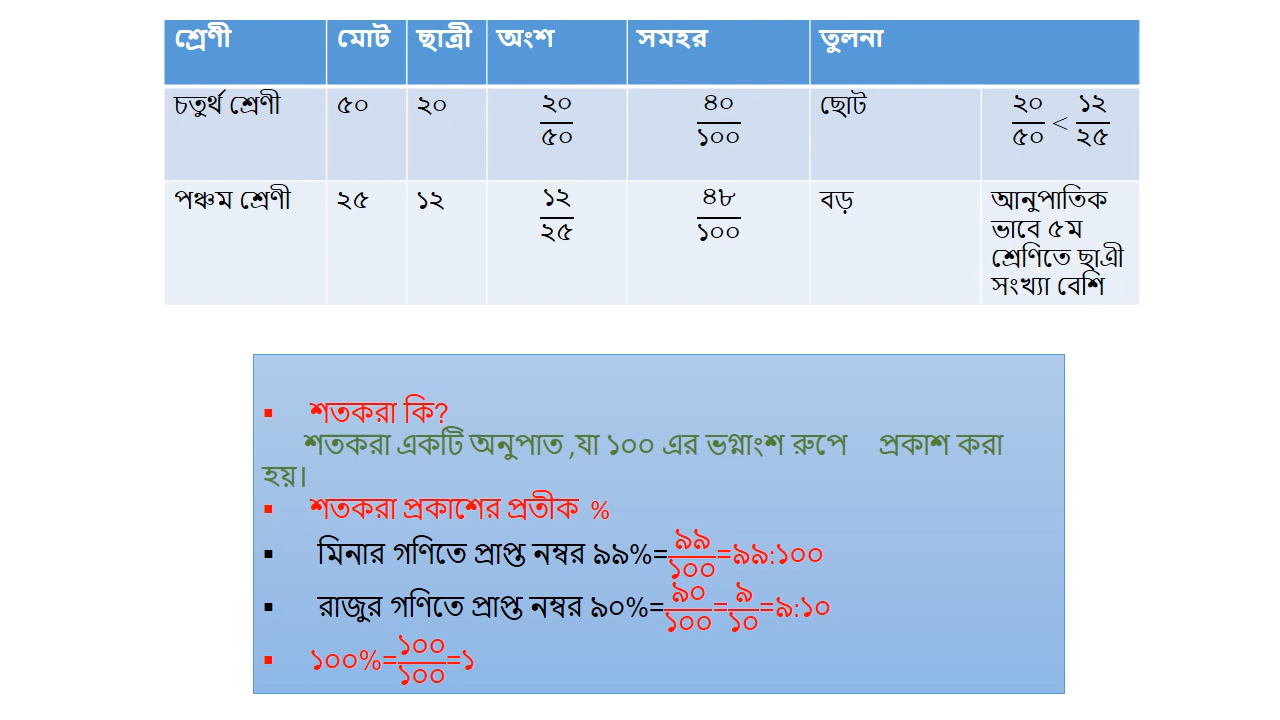 শ্রেণী মোট ছাত্রী অংশ সমহর তুলনা
চতুর্থ শ্রেণী ৫০ ২০ ২০/৫০ ৪০/১০০ ছোট ২০/৫০ < ১২/২৫
পঞ্চম শ্রেণী ২৫ ১২ ১২/২৫ ৪৮/১০০ বড় আনুপাতিক
ভাবে ৫ম
শ্রেণিতে ছাত্রী
সংখ্যা বেশি
▪ শতকরা কি?
শতকরা একটি অনুপাত ,যা ১০০ এর ভগ্নাংশ রুপে প্রকাশ করা
হয়।
▪ শতকরা প্রকাশের প্রতীক %
▪ মিনার গণিতে প্রাপ্ত নম্বর ৯৯%=৯৯/১০০=৯৯:১০০
▪ রাজুর গণিতে প্রাপ্ত নম্বর ৯০%=৯০/১০০=৯/১০=৯:১০
▪ ১০০%=১০০/১০০=১